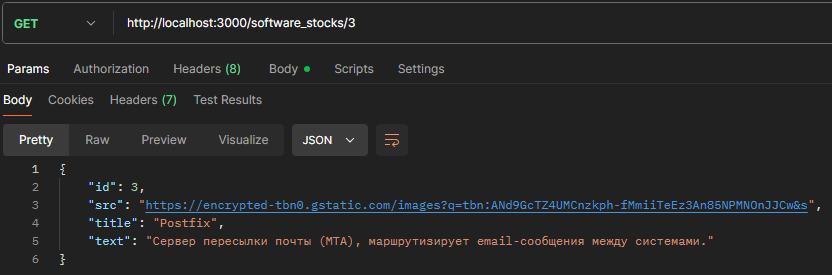 GET http://localhost:3000/software_stocks/3
Params Authorization Headers (8) Body Scripts Settings
Body Cookies Headers (7) Test Results
Pretty Raw Preview Visualize JSON
1 {
2 "id": 3,
3 "src": "https://encrypted-tbn0.gstatic.com/images?q=tbn:ANd9GcTZ4UMCnzkph-fMmiiTeEz3An85NPMNOnJJCw&s",
4 "title": "Postfix",
5 "text": "Сервер пересылки почты (MTA), маршрутизирует email-сообщения между системами."
6 }